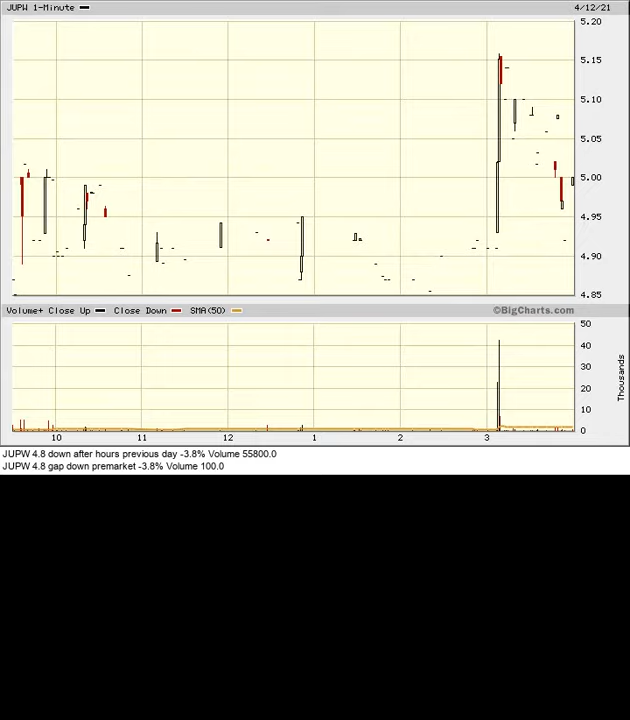 JUPW 1-Minute 4/12/21
5.20
5.15
5.10
5.05
5.00
4.95
4.90
4.85
Volume+ Close Up Close Down SMA(50) ©BigCharts.com
50
40
30
20
10
0
Thousands
10 11 12 1 2 3
JUPW 4.8 down after hours previous day -3.8% Volume 55800.0
JUPW 4.8 gap down premarket -3.8% Volume 100.0